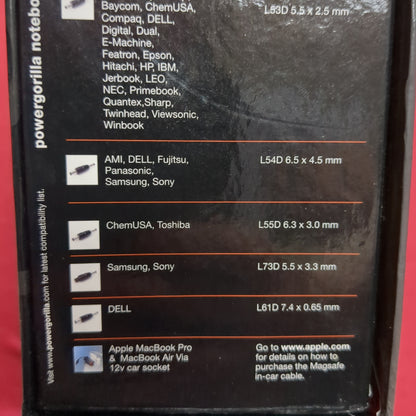 powergorilla notebook
Visit www.powergorilla.com for latest compatibility list.
Baycom, ChemUSA,
Compaq, DELL,
Digital, Dual,
E-Machine,
Featron, Epson,
Hitachi, HP, IBM,
Jerbook, LEO,
NEC, Primebook,
Quantex,Sharp,
Twinhead, Viewsonic,
Winbook
L53D 5.5 x 2.5 mm
AMI, DELL, Fujitsu,
Panasonic,
Samsung, Sony
L54D 6.5 x 4.5 mm
ChemUSA, Toshiba
L55D 6.3 x 3.0 mm
Samsung, Sony
L73D 5.5 x 3.3 mm
DELL
L61D 7.4 x 0.65 mm
Apple MacBook Pro
& MacBook Air Via
12v car socket
Go to www.apple.com
for details on how to
purchase the Magsafe
in-car cable.